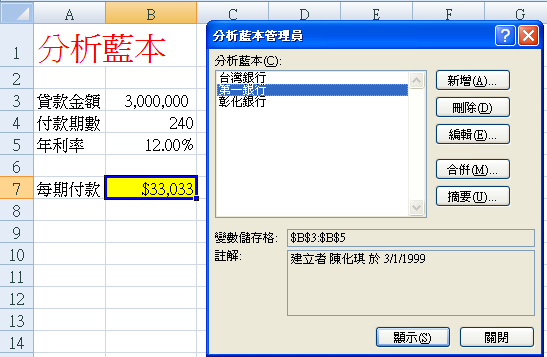 A B C D E F G
分析藍本管理員
1 分析藍本
分析藍本(C):
台灣銀行
第一銀行
彰化銀行
新增(A)...
刪除(D)
編輯(E)...
合併(M)...
摘要(U)...
2
3 貸款金額 3,000,000
4 付款期數 240
5 年利率 12.00%
6
7 每期付款 $33,033
8
9
10
11
12
13
14
變數儲存格: $B$3:$B$5
註解: 建立者 陳化琪 於 3/1/1999
顯示(S) 關閉